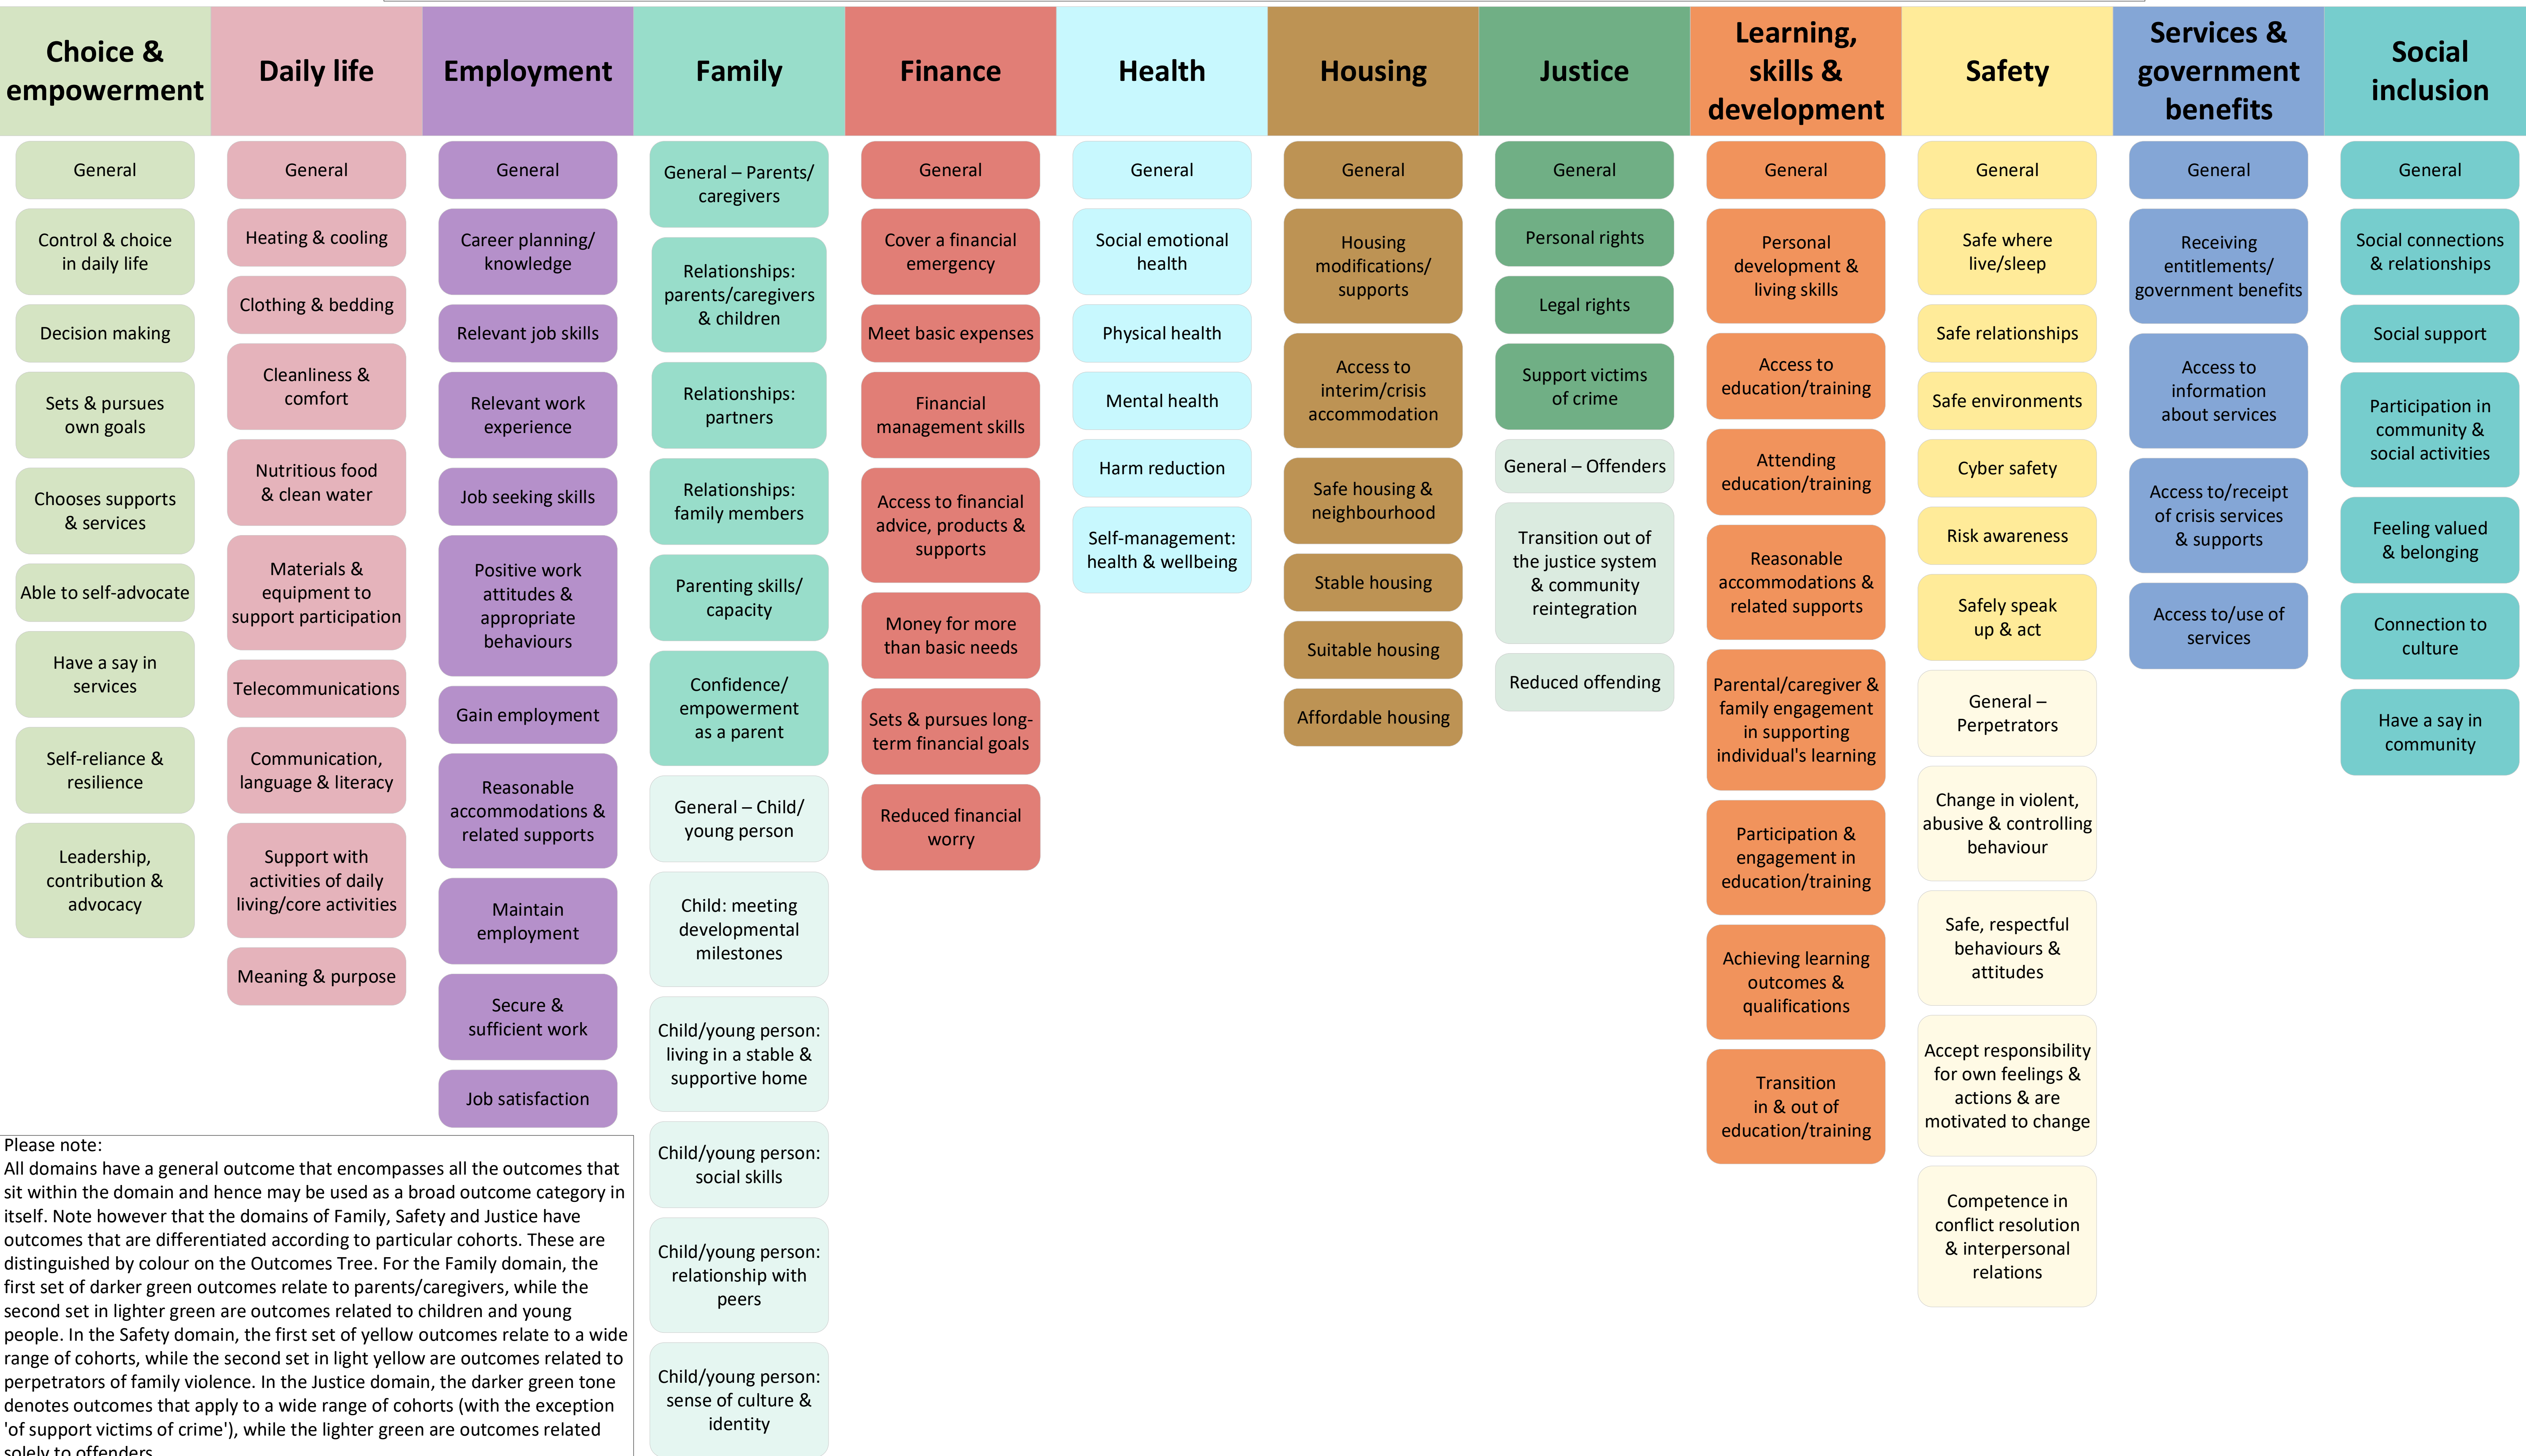 Choice &
empowerment
Daily life
Employment
Family
Finance
Health
Housing
Justice
Learning,
skills &
development
Safety
Services &
government
benefits
Social
inclusion
General
Control & choice
in daily life
Decision making
Sets & pursues
own goals
Chooses supports
& services
Able to self-advocate
Have a say in
services
Self-reliance &
resilience
Leadership,
contribution &
advocacy
General
Heating & cooling
Clothing & bedding
Cleanliness &
comfort
Nutritious food
& clean water
Materials &
equipment to
support participation
Telecommunications
Communication,
language & literacy
Support with
activities of daily
living/core activities
Meaning & purpose
General
Career planning/
knowledge
Relevant job skills
Relevant work
experience
Job seeking skills
Positive work
attitudes &
appropriate
behaviours
Gain employment
Reasonable
accommodations &
related supports
Maintain
employment
Secure &
sufficient work
Job satisfaction
General – Parents/
caregivers
Relationships:
parents/caregivers
& children
Relationships:
partners
Relationships:
family members
Parenting skills/
capacity
Confidence/
empowerment
as a parent
General – Child/
young person
Child: meeting
developmental
milestones
Child/young person:
living in a stable &
supportive home
Child/young person:
social skills
Child/young person:
relationship with
peers
Child/young person:
sense of culture &
identity
General
Cover a financial
emergency
Meet basic expenses
Financial
management skills
Access to financial
advice, products &
supports
Money for more
than basic needs
Sets & pursues long-
term financial goals
Reduced financial
worry
General
Social emotional
health
Physical health
Mental health
Harm reduction
Self-management:
health & wellbeing
General
Housing
modifications/
supports
Access to
interim/crisis
accommodation
Safe housing &
neighbourhood
Stable housing
Suitable housing
Affordable housing
General
Personal rights
Legal rights
Support victims
of crime
General – Offenders
Transition out of
the justice system
& community
reintegration
Reduced offending
General
Personal
development &
living skills
Access to
education/training
Attending
education/training
Reasonable
accommodations &
related supports
Parental/caregiver &
family engagement
in supporting
individual's learning
Participation &
engagement in
education/training
Achieving learning
outcomes &
qualifications
Transition
in & out of
education/training
General
Safe where
live/sleep
Safe relationships
Safe environments
Cyber safety
Risk awareness
Safely speak
up & act
General –
Perpetrators
Change in violent,
abusive & controlling
behaviour
Safe, respectful
behaviours &
attitudes
Accept responsibility
for own feelings &
actions & are
motivated to change
Competence in
conflict resolution
& interpersonal
relations
General
Receiving
entitlements/
government benefits
Access to
information
about services
Access to/receipt
of crisis services
& supports
Access to/use of
services
General
Social connections
& relationships
Social support
Participation in
community &
social activities
Feeling valued
& belonging
Connection to
culture
Have a say in
community
Please note:
All domains have a general outcome that encompasses all the outcomes that
sit within the domain and hence may be used as a broad outcome category in
itself. Note however that the domains of Family, Safety and Justice have
outcomes that are differentiated according to particular cohorts. These are
distinguished by colour on the Outcomes Tree. For the Family domain, the
first set of darker green outcomes relate to parents/caregivers, while the
second set in lighter green are outcomes related to children and young
people. In the Safety domain, the first set of yellow outcomes relate to a wide
range of cohorts, while the second set in light yellow are outcomes related to
perpetrators of family violence. In the Justice domain, the darker green tone
denotes outcomes that apply to a wide range of cohorts (with the exception
'of support victims of crime'), while the lighter green are outcomes related
solely to offenders